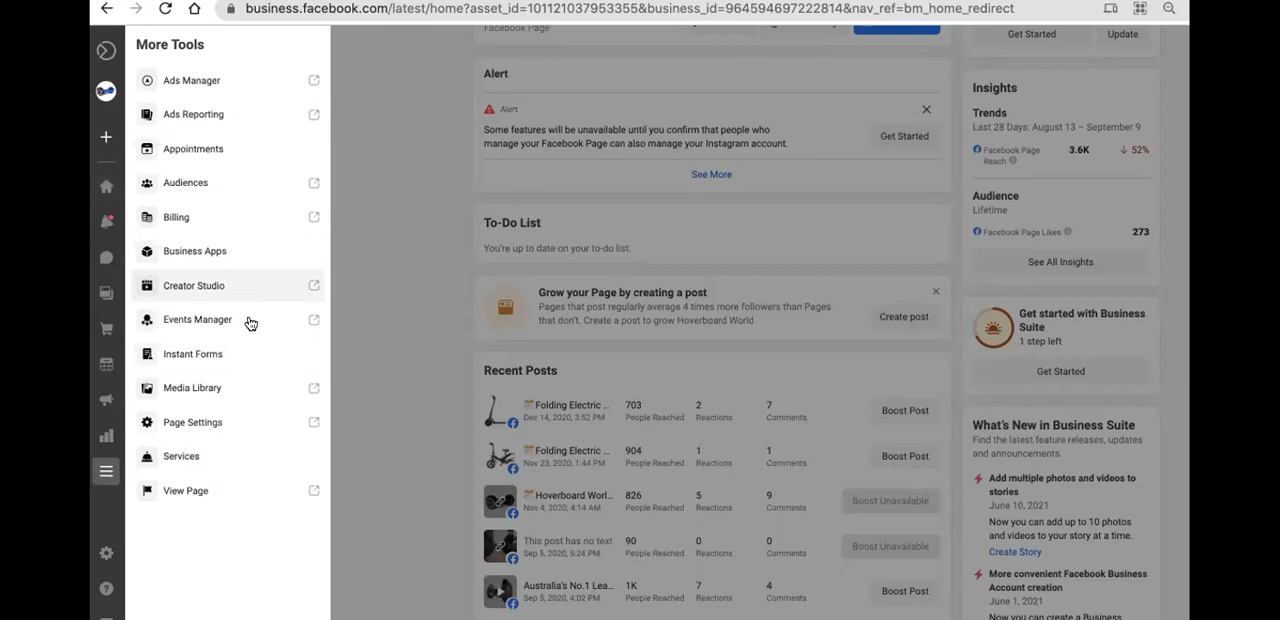 business.facebook.com/latest/home?asset_id=101121037953355&business_id=964594697222814&nav_ref=bm_home_redirect
More Tools
Ads Manager
Ads Reporting
Appointments
Audiences
Billing
Business Apps
Creator Studio
Events Manager
Instant Forms
Media Library
Page Settings
Services
View Page
Facebook Page
Alert
Alert
Some features will be unavailable until you confirm that people who
manage your Facebook Page can also manage your Instagram account.
Get Started
See More
To-Do List
You're up to date on your to-do list.
Grow your Page by creating a post
Pages that post regularly average 4 times more followers than Pages
that don't. Create a post to grow Hoverboard World.
Create post
Recent Posts
Folding Electric ... 703 2 7
Dec 14, 2020, 3:52 PM People Reached Reactions Comments
Boost Post
Folding Electric ... 904 1 1
Nov 23, 2020, 1:44 PM People Reached Reactions Comments
Boost Post
Hoverboard Worl... 826 5 9
Nov 4, 2020, 4:14 AM People Reached Reactions Comments
Boost Unavailable
This post has no text 90 0 0
Sep 5, 2020, 5:24 PM People Reached Reactions Comments
Boost Unavailable
Australia's No.1 Lea... 1K 7 4
Sep 5, 2020, 4:02 PM People Reached Reactions Comments
Boost Post
Get Started Update
Insights
Trends
Last 28 Days: August 13 – September 9
Facebook Page
Reach
3.6K ↓ 52%
Audience
Lifetime
Facebook Page Likes 273
See All Insights
Get started with Business
Suite
1 step left
Get Started
What's New in Business Suite
Find the latest feature releases, updates
and announcements.
Add multiple photos and videos to
stories
June 10, 2021
Now you can add up to 10 photos
and videos to your story at a time.
Create Story
More convenient Facebook Business
Account creation
June 1, 2021
Now you can create a Business